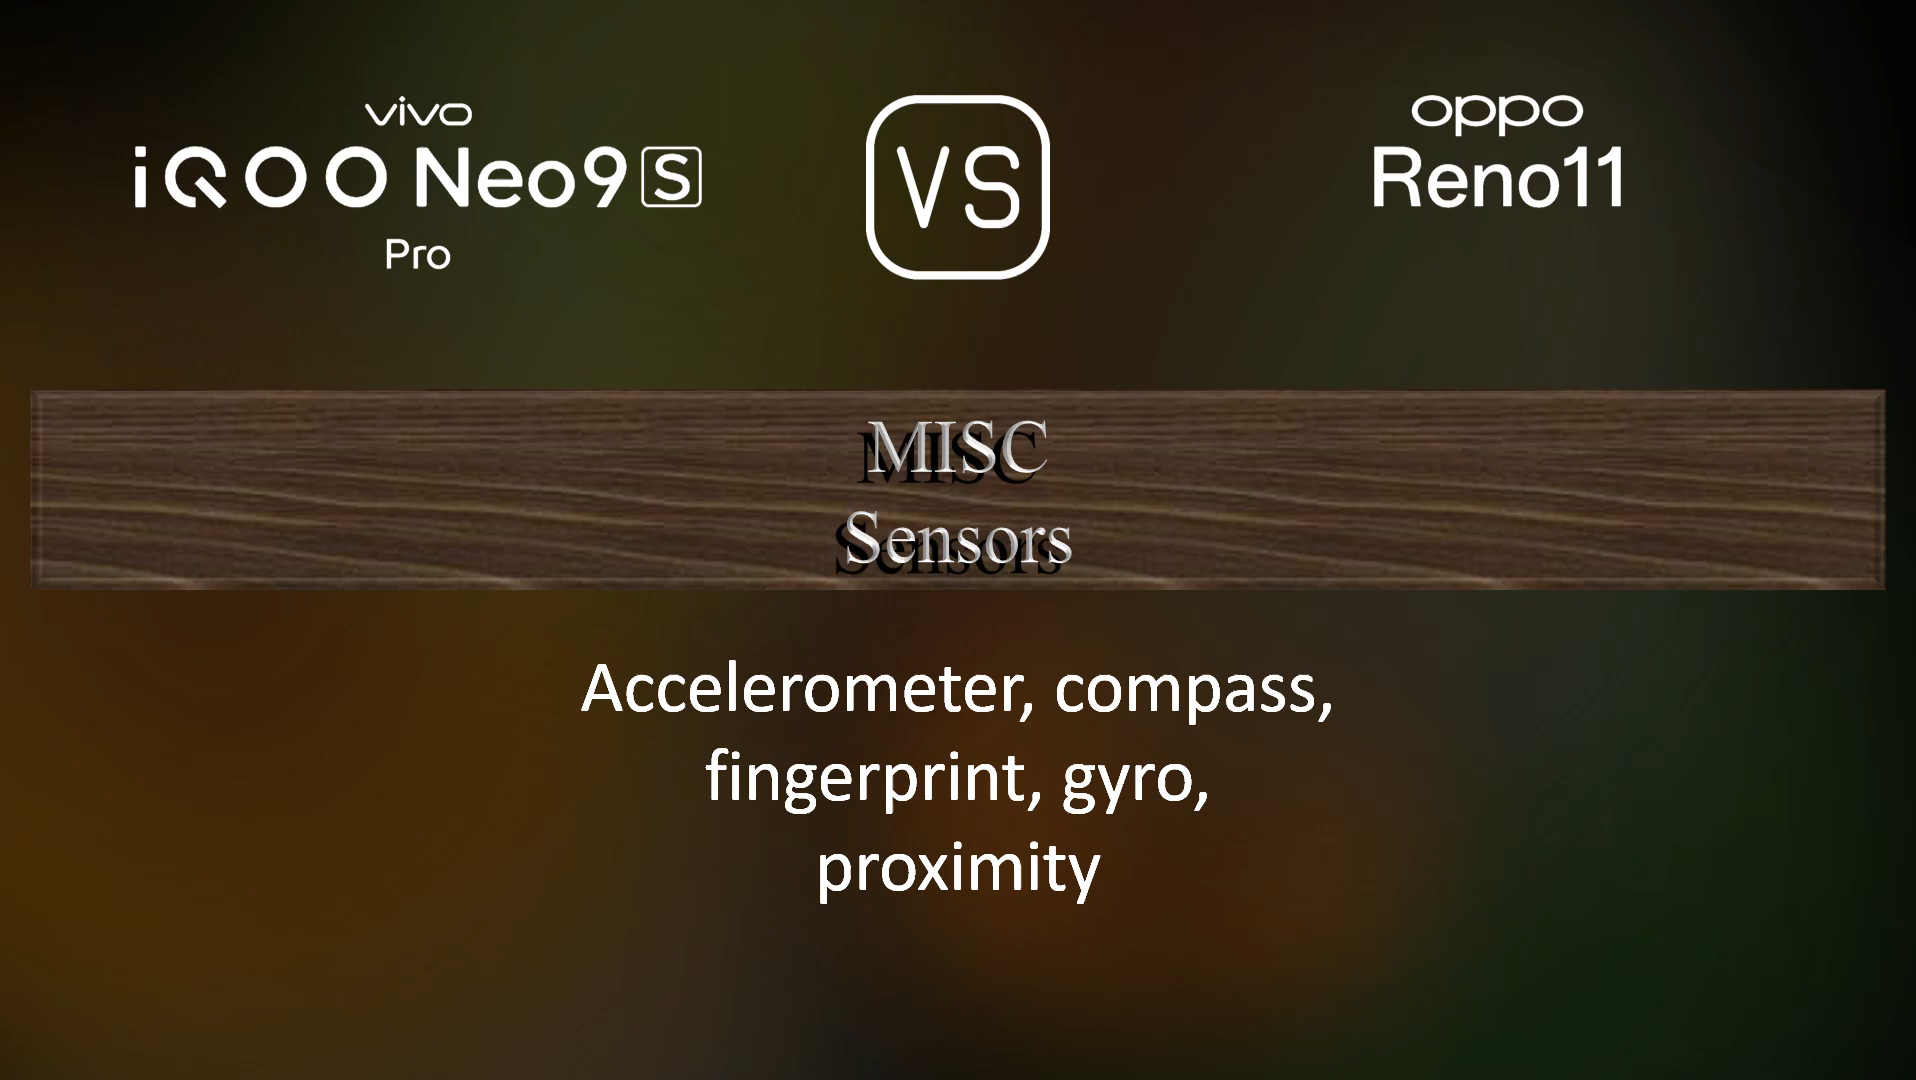 vivo
iQOO Neo9S
Pro
VS
oppo
Reno11
MISC
Sensors
Accelerometer, compass,
fingerprint, gyro,
proximity